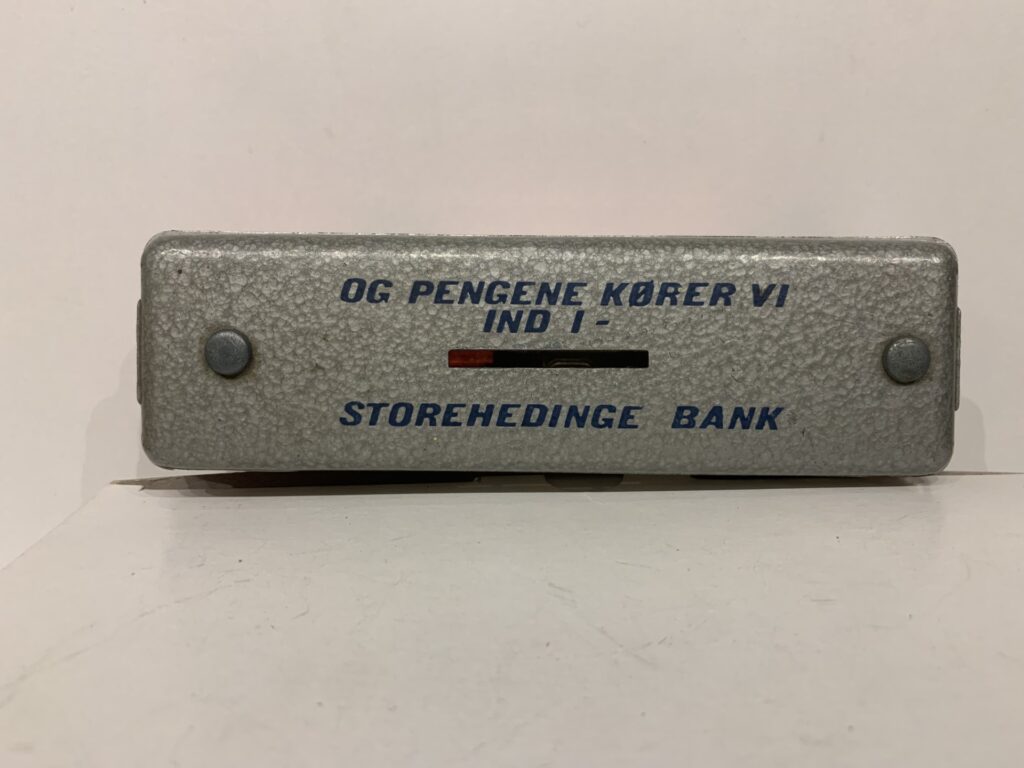 OG PENGENE KØRER VI
IND I -
STOREHEDINGE BANK